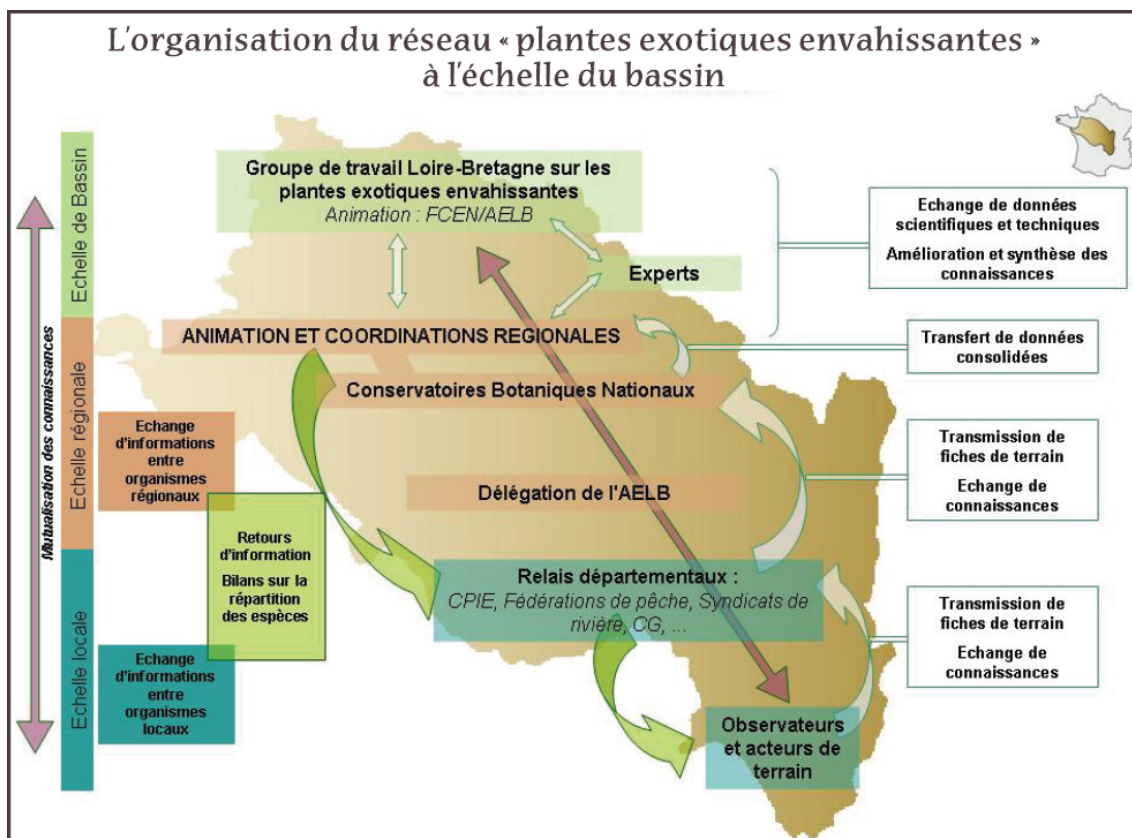 L'organisation du réseau « plantes exotiques envahissantes »
à l'échelle du bassin
Mutualisation des connaissances
Echelle de Bassin
Echelle régionale
Echelle locale
Groupe de travail Loire-Bretagne sur les
plantes exotiques envahissantes
Animation : FCEN/AELB
Experts
ANIMATION ET COORDINATIONS REGIONALES
Conservatoires Botaniques Nationaux
Délégation de l'AELB
Relais départementaux :
CPIE, Fédérations de pêche, Syndicats de
rivière, CG, ...
Observateurs
et acteurs de
terrain
Echange
d'informations
entre
organismes
régionaux
Retours
d'information
Bilans sur la
répartition
des espèces
Echange
d'informations
entre
organismes
locaux
Echange de données
scientifiques et techniques
Amélioration et synthèse des
connaissances
Transfert de données
consolidées
Transmission de
fiches de terrain
Echange de
connaissances
Transmission de
fiches de terrain
Echange de
connaissances